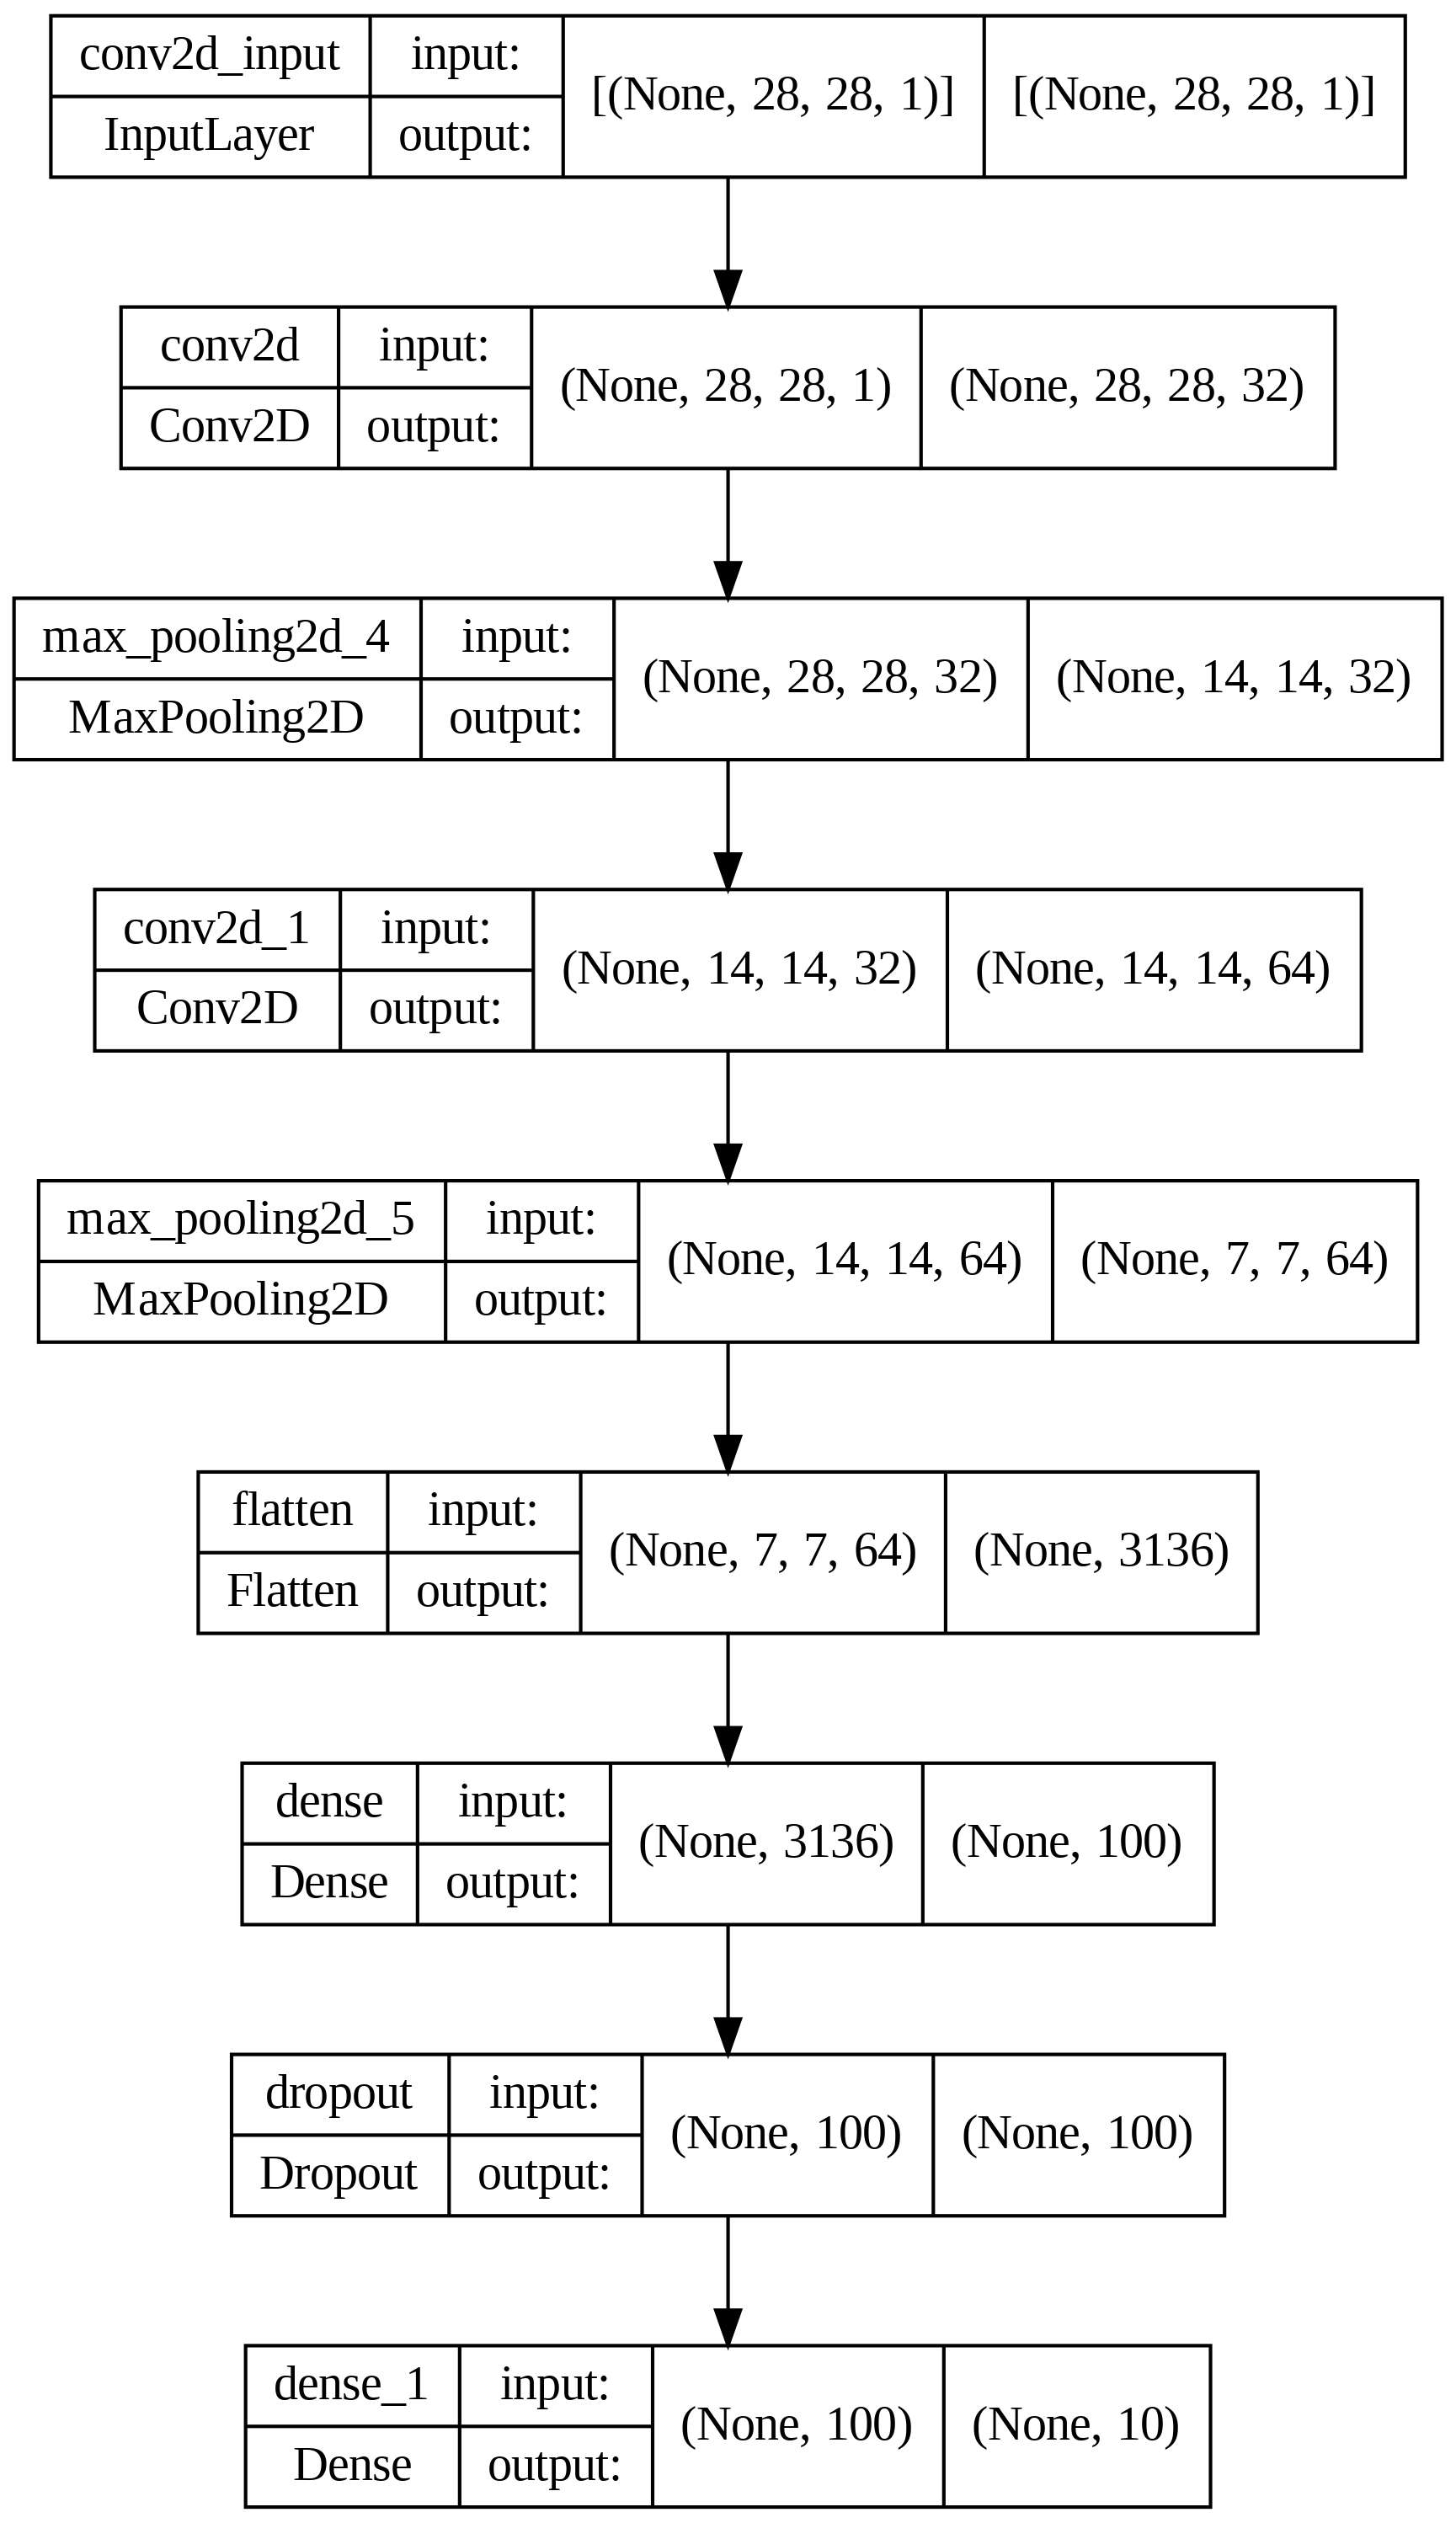 conv2d_input
input:
[(None, 28, 28, 1)]
[(None, 28, 28, 1)]
InputLayer
output:
conv2d
input:
(None, 28, 28, 1)
(None, 28, 28, 32)
Conv2D
output:
max_pooling2d_4
input:
(None, 28, 28, 32)
(None, 14, 14, 32)
MaxPooling2D
output:
conv2d_1
input:
(None, 14, 14, 32)
(None, 14, 14, 64)
Conv2D
output:
max_pooling2d_5
input:
(None, 14, 14, 64)
(None, 7, 7, 64)
MaxPooling2D
output:
flatten
input:
(None, 7, 7, 64)
(None, 3136)
Flatten
output:
dense
input:
(None, 3136)
(None, 100)
Dense
output:
dropout
input:
(None, 100)
(None, 100)
Dropout
output:
dense_1
input:
(None, 100)
(None, 10)
Dense
output: